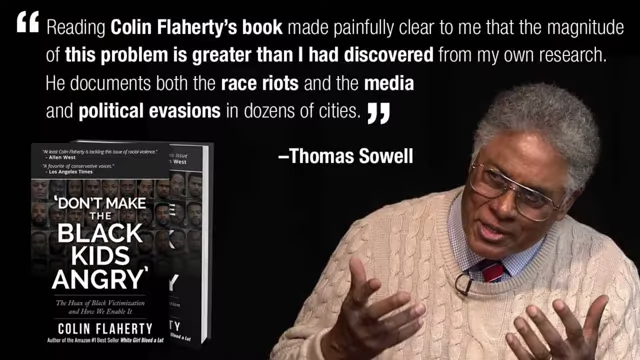 “ Reading Colin Flaherty’s book made painfully clear to me that the magnitude
of this problem is greater than I had discovered from my own research.
He documents both the race riots and the media
and political evasions in dozens of cities. ”
–Thomas Sowell
"At least Colin Flaherty is tackling this issue of racial violence."
- Allen West
"A favorite of conservative voices."
- Los Angeles Times
'DON'T MAKE
THE
BLACK
KIDS
ANGRY'
The Hoax of Black Victimization
and How We Enable It
COLIN FLAHERTY
Author of the Amazon #1 Best Seller White Girl Bleed a Lot